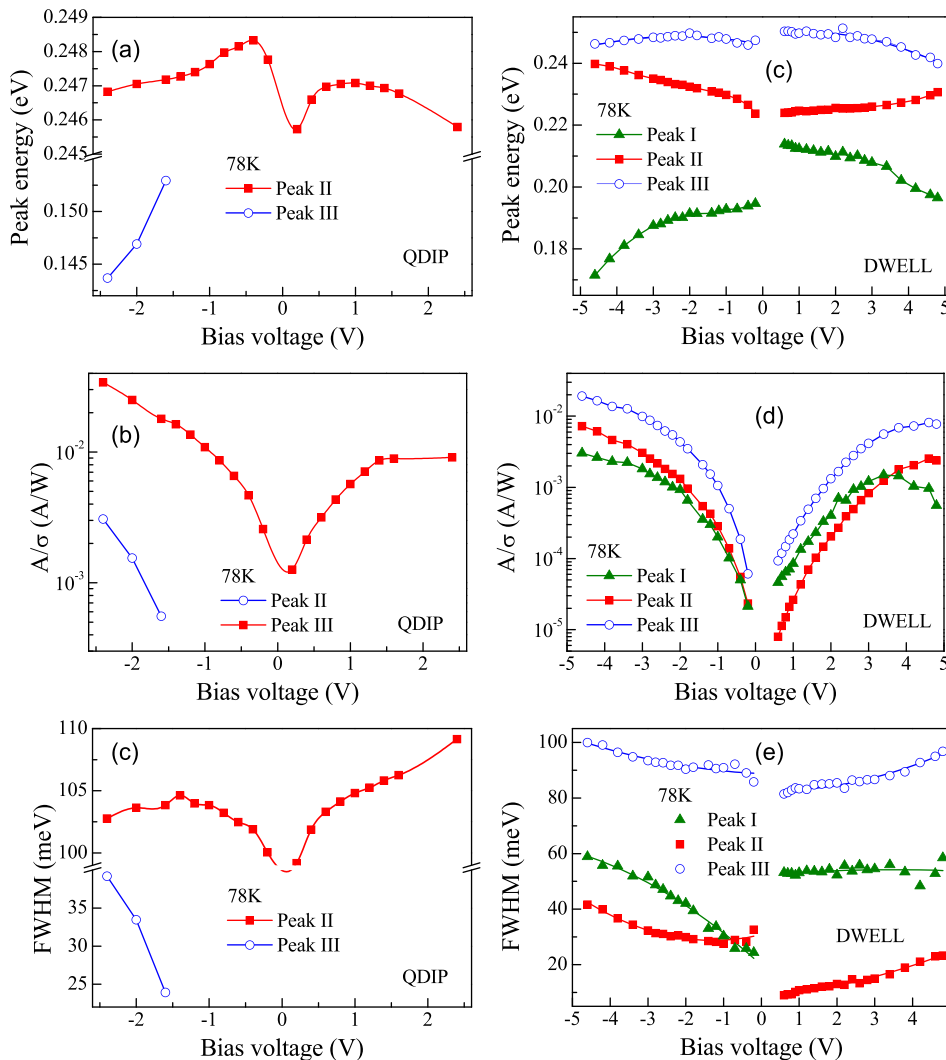 (a)
Peak energy (eV)
0.249
0.248
0.247
0.246
0.245
0.150
0.145
78K
Peak II
Peak III
QDIP
-2 -1 0 1 2
Bias voltage (V)
(c)
Peak energy (eV)
0.24
0.22
0.20
0.18
78K
Peak I
Peak II
Peak III
DWELL
-5 -4 -3 -2 -1 0 1 2 3 4 5
Bias voltage (V)
(b)
A/σ (A/W)
10⁻²
10⁻³
78K
Peak II
Peak III
QDIP
-2 -1 0 1 2
Bias voltage (V)
(d)
A/σ (A/W)
10⁻²
10⁻³
10⁻⁴
10⁻⁵
78K
Peak I
Peak II
Peak III
DWELL
-5 -4 -3 -2 -1 0 1 2 3 4 5
Bias voltage (V)
(c)
FWHM (meV)
110
105
100
35
30
25
78K
Peak II
Peak III
QDIP
-2 -1 0 1 2
Bias voltage (V)
(e)
FWHM (meV)
100
80
60
40
20
78K
Peak I
Peak II
Peak III
DWELL
-5 -4 -3 -2 -1 0 1 2 3 4 5
Bias voltage (V)